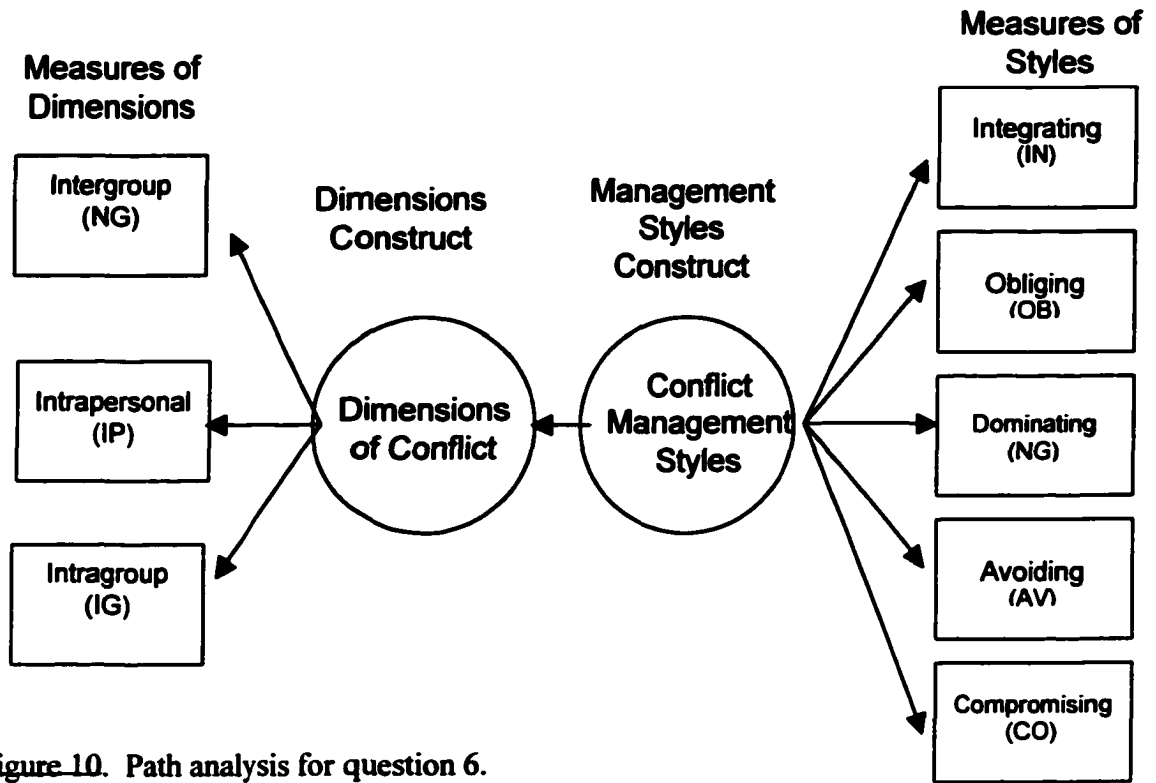 Measures of
Dimensions
Intergroup
(NG)
Intrapersonal
(IP)
Intragroup
(IG)
Dimensions
Construct
Dimensions
of Conflict
Management
Styles
Construct
Conflict
Management
Styles
Measures of
Styles
Integrating
(IN)
Obliging
(OB)
Dominating
(NG)
Avoiding
(AV)
Compromising
(CO)
igure 10. Path analysis for question 6.